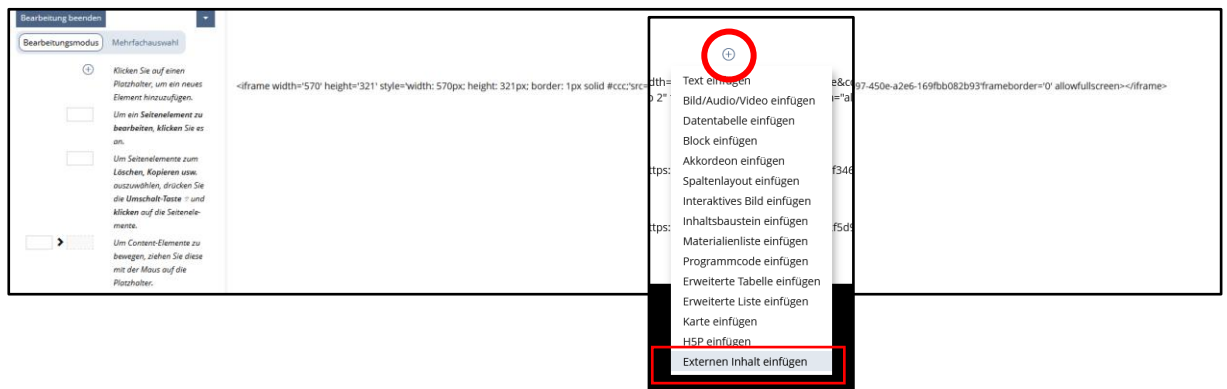 Bearbeitung beenden
Bearbeitungsmodus
Mehrfachauswahl
Klicken Sie auf einen
Platzhalter, um ein neues
Element hinzuzufügen.
Um ein Seitenelement zu
bearbeiten, klicken Sie es
an.
Um Seitenelemente zum
Löschen, Kopieren usw.
auszuwählen, drücken Sie
die Umschalt-Taste ⇧ und
klicken auf die Seitenele-
mente.
Um Content-Elemente zu
bewegen, ziehen Sie diese
mit der Maus auf die
Platzhalter.
<iframe width='570' height='321' style='width: 570px; height: 321px; border: 1px solid #ccc;'src=
97-450e-a2e6-169fbb082b93'frameborder='0' allowfullscreen></iframe>
Text einfügen
Bild/Audio/Video einfügen
Datentabelle einfügen
Block einfügen
Akkordeon einfügen
Spaltenlayout einfügen
Interaktives Bild einfügen
Inhaltsbaustein einfügen
Materialienliste einfügen
Programmcode einfügen
Erweiterte Tabelle einfügen
Erweiterte Liste einfügen
Karte einfügen
H5P einfügen
Externen Inhalt einfügen